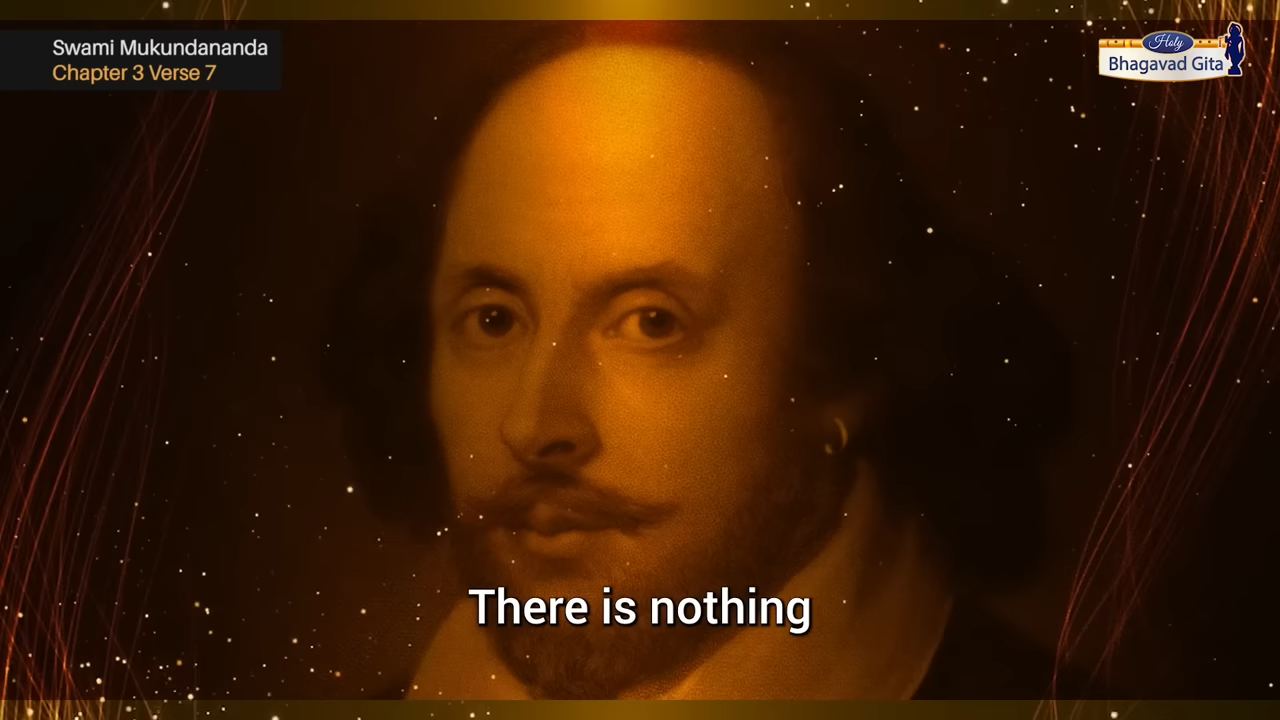 Swami Mukundananda
Chapter 3 Verse 7
Holy
Bhagavad Gita
There is nothing